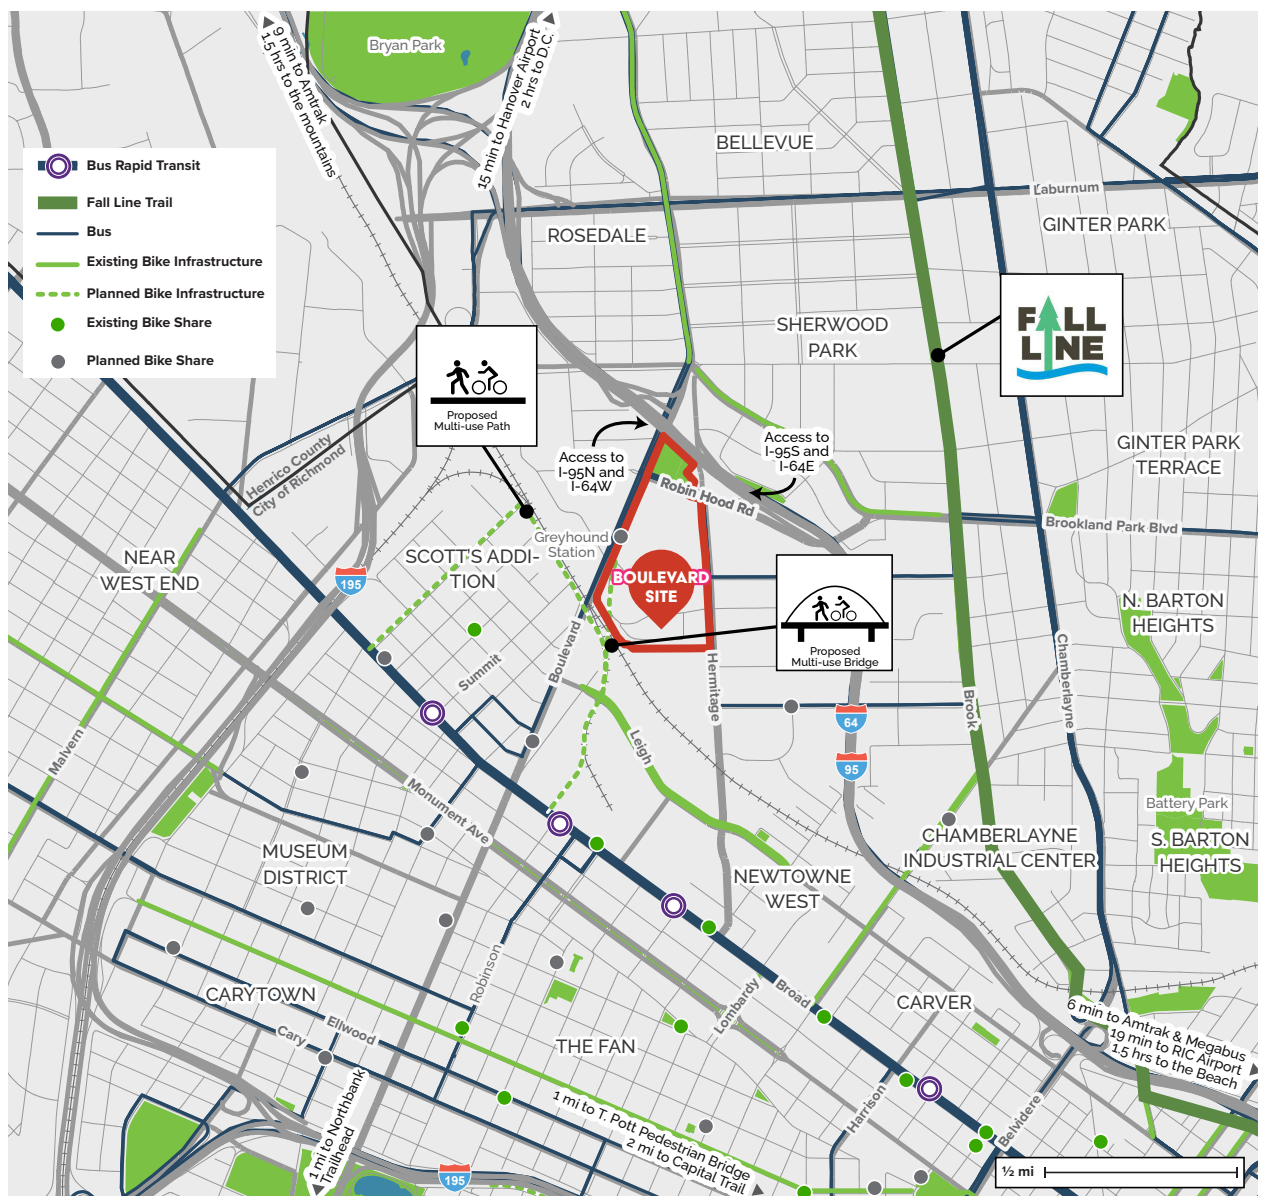 Bryan Park
9 min to Amtrak
1.5 hrs to the mountains
15 min to Hanover Airport
2 hrs to D.C.
BELLEVUE
Laburnum
GINTER PARK
ROSEDALE
Bus Rapid Transit
Fall Line Trail
Bus
Existing Bike Infrastructure
Planned Bike Infrastructure
Existing Bike Share
Planned Bike Share
SHERWOOD
PARK
FALL
LINE
Proposed
Multi-use Path
Access to
I-95N and
I-64W
Access to
I-95S and
I-64E
GINTER PARK
TERRACE
Henrico County
City of Richmond
Robin Hood Rd
Brookland Park Blvd
Greyhound
Station
NEAR
WEST END
SCOTT'S ADDI-
TION
195
BOULEVARD
SITE
N. BARTON
HEIGHTS
Proposed
Multi-use Bridge
Boulevard
Summit
Hermitage
Chamberlayne
Brook
64
95
Malvern
Leigh
Monument Ave
Battery Park
CHAMBERLAYNE
INDUSTRIAL CENTER
S. BARTON
HEIGHTS
MUSEUM
DISTRICT
NEWTOWNE
WEST
Robinson
Lombardy
Broad
CARVER
CARYTOWN
Ellwood
Cary
THE FAN
6 min to Amtrak & Megabus
19 min to RIC Airport
1.5 hrs to the Beach
Harrison
Belvidere
1 mi to Northbank
Trailhead
1 mi to T. Pott Pedestrian Bridge
2 mi to Capital Trail
195
½ mi